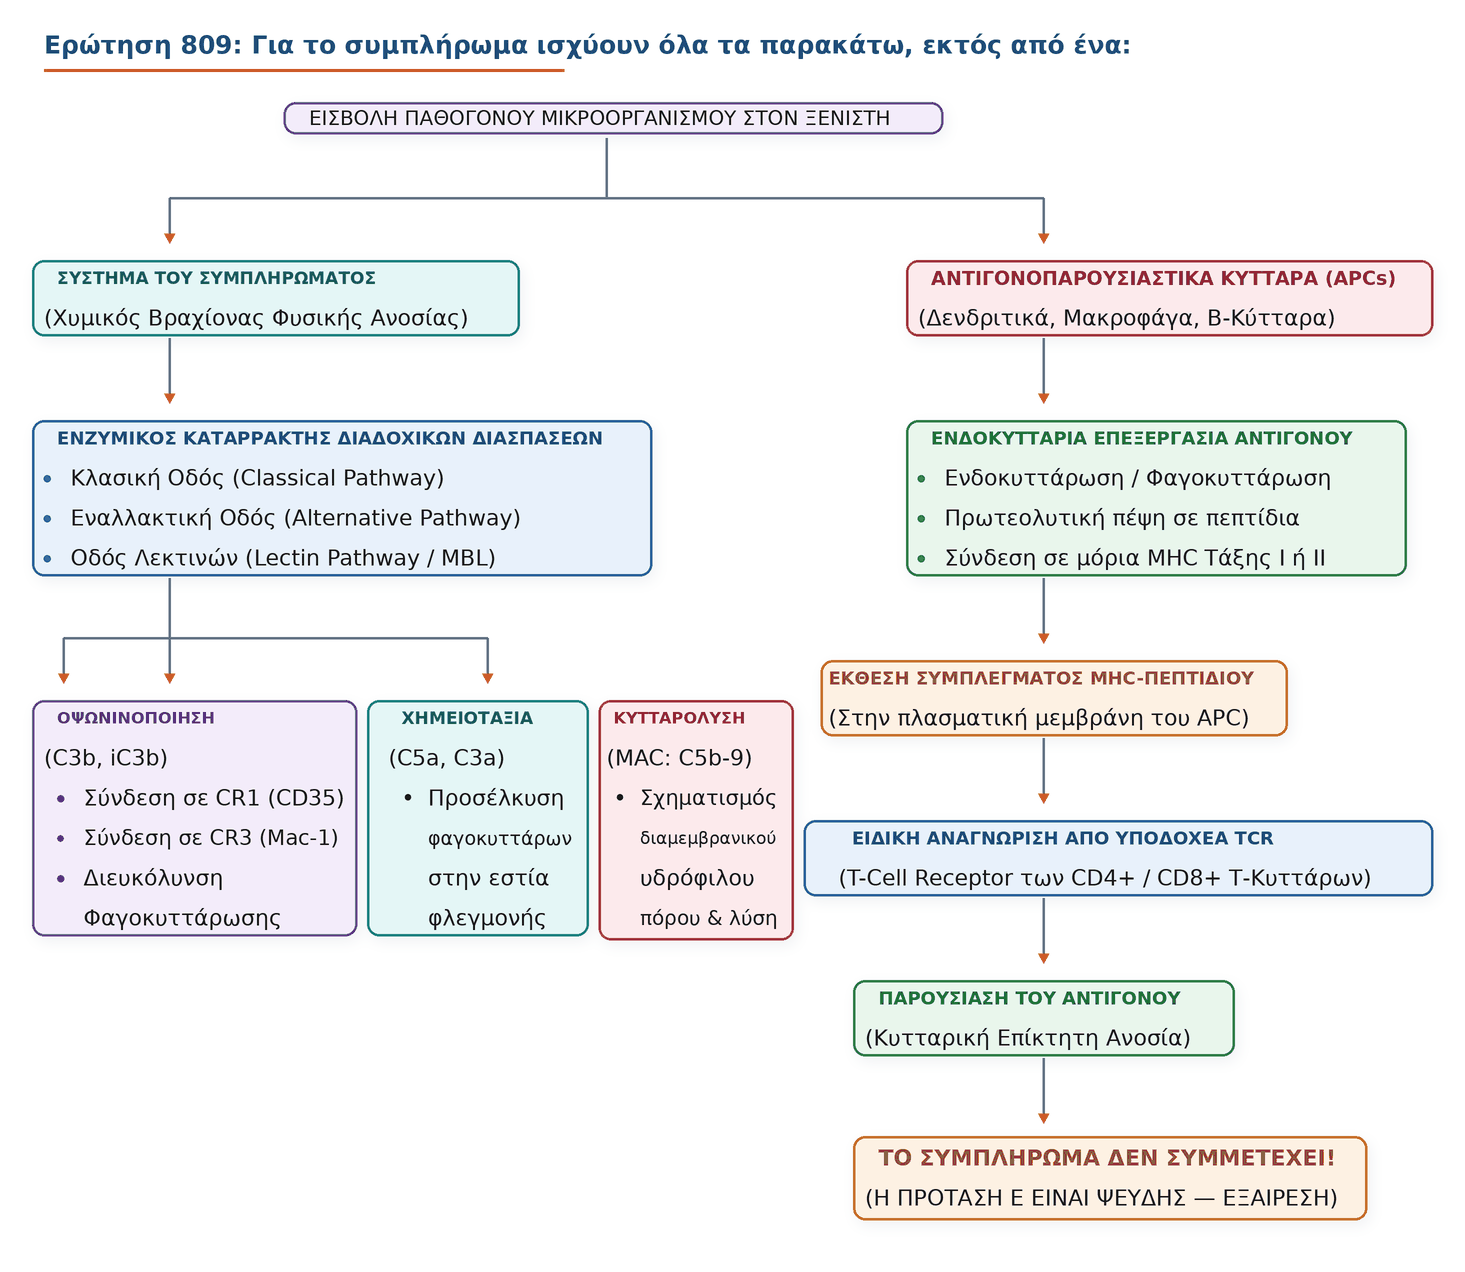 Ερώτηση 809: Για το συμπλήρωμα ισχύουν όλα τα παρακάτω, εκτός από ένα:
ΕΙΣΒΟΛΗ ΠΑΘΟΓΟΝΟΥ ΜΙΚΡΟΟΡΓΑΝΙΣΜΟΥ ΣΤΟΝ ΞΕΝΙΣΤΗ
ΣΥΣΤΗΜΑ ΤΟΥ ΣΥΜΠΛΗΡΩΜΑΤΟΣ
(Χυμικός Βραχίονας Φυσικής Ανοσίας)
ΑΝΤΙΓΟΝΟΠΑΡΟΥΣΙΑΣΤΙΚΑ ΚΥΤΤΑΡΑ (APCs)
(Δενδριτικά, Μακροφάγα, Β-Κύτταρα)
ΕΝΖΥΜΙΚΟΣ ΚΑΤΑΡΡΑΚΤΗΣ ΔΙΑΔΟΧΙΚΩΝ ΔΙΑΣΠΑΣΕΩΝ
• Κλασική Οδός (Classical Pathway)
• Εναλλακτική Οδός (Alternative Pathway)
• Οδός Λεκτινών (Lectin Pathway / MBL)
ΕΝΔΟΚΥΤΤΑΡΙΑ ΕΠΕΞΕΡΓΑΣΙΑ ΑΝΤΙΓΟΝΟΥ
• Ενδοκυττάρωση / Φαγοκυττάρωση
• Πρωτεολυτική πέψη σε πεπτίδια
• Σύνδεση σε μόρια MHC Τάξης I ή II
ΟΨΩΝΙΝΟΠΟΙΗΣΗ
(C3b, iC3b)
• Σύνδεση σε CR1 (CD35)
• Σύνδεση σε CR3 (Mac-1)
• Διευκόλυνση
Φαγοκυττάρωσης
ΧΗΜΕΙΟΤΑΞΙΑ
(C5a, C3a)
• Προσέλκυση
φαγοκυττάρων
στην εστία
φλεγμονής
ΚΥΤΤΑΡΟΛΥΣΗ
(MAC: C5b-9)
• Σχηματισμός
διαμεμβρανικού
υδρόφιλου
πόρου & λύση
ΕΚΘΕΣΗ ΣΥΜΠΛΕΓΜΑΤΟΣ MHC-ΠΕΠΤΙΔΙΟΥ
(Στην πλασματική μεμβράνη του APC)
ΕΙΔΙΚΗ ΑΝΑΓΝΩΡΙΣΗ ΑΠΟ ΥΠΟΔΟΧΕΑ TCR
(T-Cell Receptor των CD4+ / CD8+ Τ-Κυττάρων)
ΠΑΡΟΥΣΙΑΣΗ ΤΟΥ ΑΝΤΙΓΟΝΟΥ
(Κυτταρική Επίκτητη Ανοσία)
ΤΟ ΣΥΜΠΛΗΡΩΜΑ ΔΕΝ ΣΥΜΜΕΤΕΧΕΙ!
(Η ΠΡΟΤΑΣΗ Ε ΕΙΝΑΙ ΨΕΥΔΗΣ — ΕΞΑΙΡΕΣΗ)